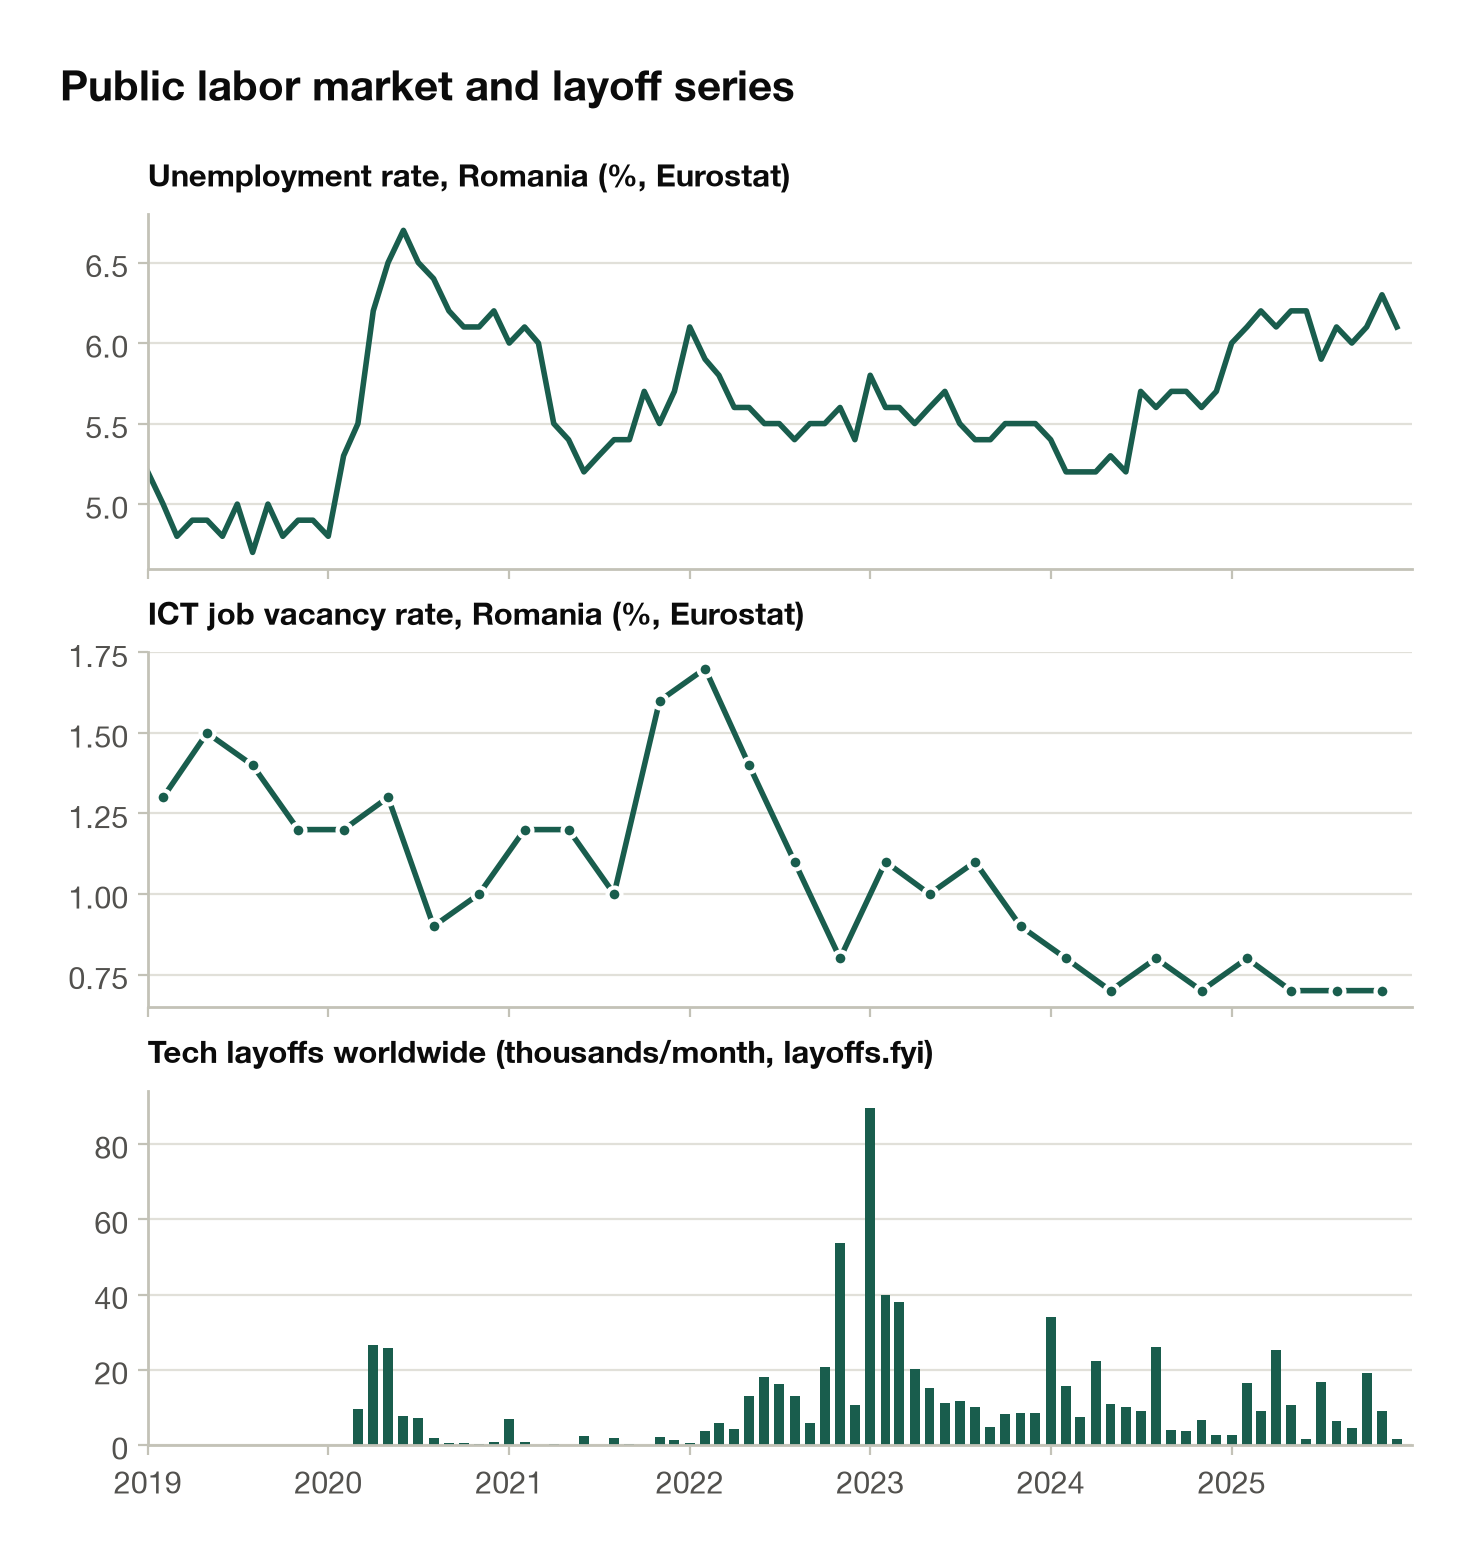 Public labor market and layoff series
Unemployment rate, Romania (%, Eurostat)
6.5
6.0
5.5
5.0
ICT job vacancy rate, Romania (%, Eurostat)
1.75
1.50
1.25
1.00
0.75
Tech layoffs worldwide (thousands/month, layoffs.fyi)
80
60
40
20
0
2019 2020 2021 2022 2023 2024 2025